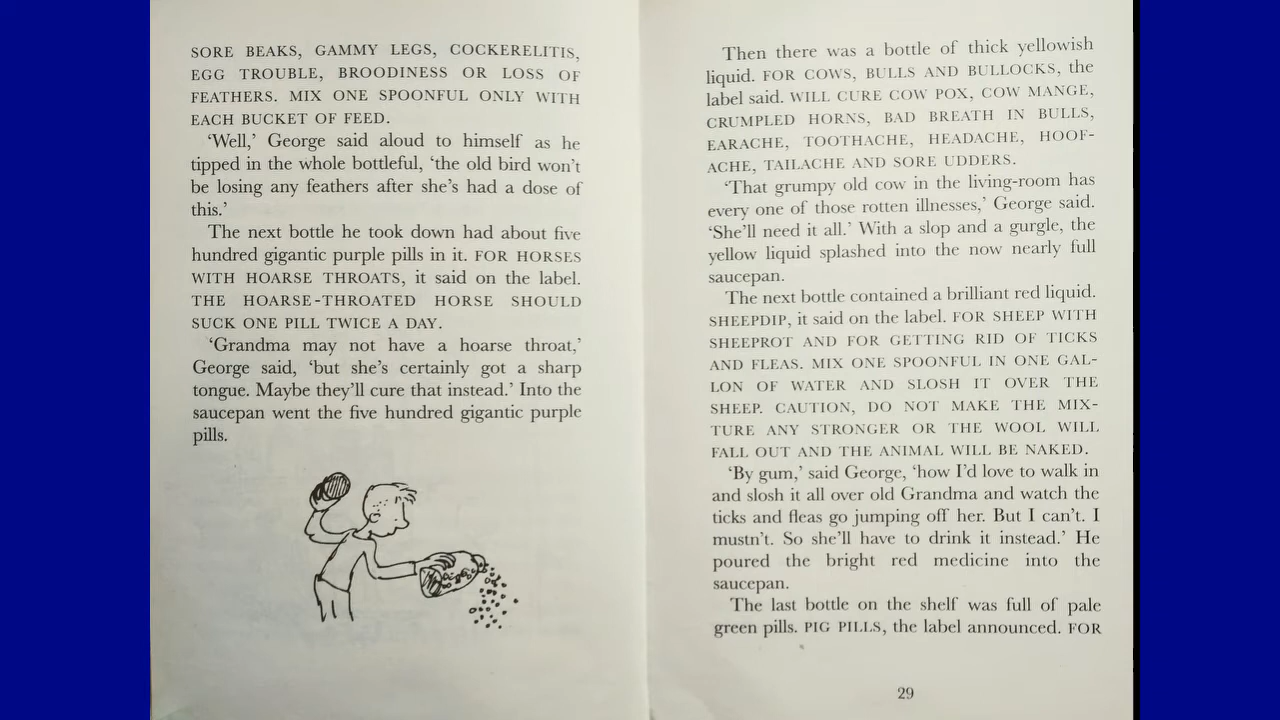 SORE BEAKS, GAMMY LEGS, COCKERELITIS,
EGG TROUBLE, BROODINESS OR LOSS OF
FEATHERS. MIX ONE SPOONFUL ONLY WITH
EACH BUCKET OF FEED.
‘Well,’ George said aloud to himself as he
tipped in the whole bottleful, ‘the old bird won’t
be losing any feathers after she’s had a dose of
this.’
The next bottle he took down had about five
hundred gigantic purple pills in it. FOR HORSES
WITH HOARSE THROATS, it said on the label.
THE HOARSE-THROATED HORSE SHOULD
SUCK ONE PILL TWICE A DAY.
‘Grandma may not have a hoarse throat,’
George said, ‘but she’s certainly got a sharp
tongue. Maybe they’ll cure that instead.’ Into the
saucepan went the five hundred gigantic purple
pills.
Then there was a bottle of thick yellowish
liquid. FOR COWS, BULLS AND BULLOCKS, the
label said. WILL CURE COW POX, COW MANGE,
CRUMPLED HORNS, BAD BREATH IN BULLS,
EARACHE, TOOTHACHE, HEADACHE, HOOF-
ACHE, TAILACHE AND SORE UDDERS.
‘That grumpy old cow in the living-room has
every one of those rotten illnesses,’ George said.
‘She’ll need it all.’ With a slop and a gurgle, the
yellow liquid splashed into the now nearly full
saucepan.
The next bottle contained a brilliant red liquid.
SHEEPDIP, it said on the label. FOR SHEEP WITH
SHEEPROT AND FOR GETTING RID OF TICKS
AND FLEAS. MIX ONE SPOONFUL IN ONE GAL-
LON OF WATER AND SLOSH IT OVER THE
SHEEP. CAUTION, DO NOT MAKE THE MIX-
TURE ANY STRONGER OR THE WOOL WILL
FALL OUT AND THE ANIMAL WILL BE NAKED.
‘By gum,’ said George, ‘how I’d love to walk in
and slosh it all over old Grandma and watch the
ticks and fleas go jumping off her. But I can’t. I
mustn’t. So she’ll have to drink it instead.’ He
poured the bright red medicine into the
saucepan.
The last bottle on the shelf was full of pale
green pills. PIG PILLS, the label announced. FOR
29